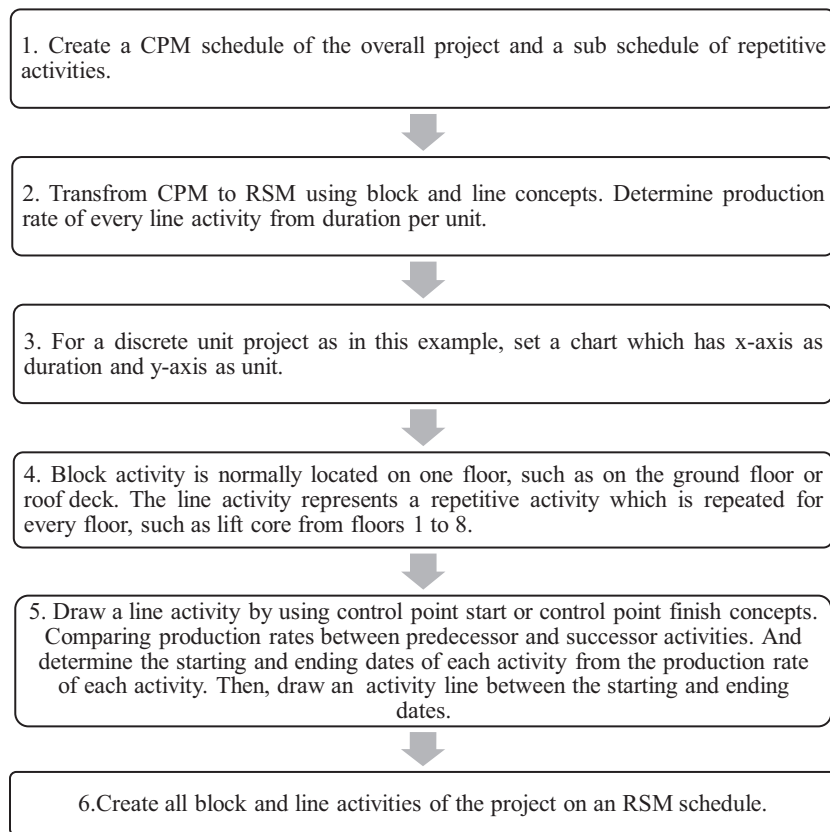 1. Create a CPM schedule of the overall project and a sub schedule of repetitive
activities.
2. Transfrom CPM to RSM using block and line concepts. Determine production
rate of every line activity from duration per unit.
3. For a discrete unit project as in this example, set a chart which has x-axis as
duration and y-axis as unit.
4. Block activity is normally located on one floor, such as on the ground floor or
roof deck. The line activity represents a repetitive activity which is repeated for
every floor, such as lift core from floors 1 to 8.
5. Draw a line activity by using control point start or control point finish concepts.
Comparing production rates between predecessor and successor activities. And
determine the starting and ending dates of each activity from the production rate
of each activity. Then, draw an activity line between the starting and ending
dates.
6.Create all block and line activities of the project on an RSM schedule.